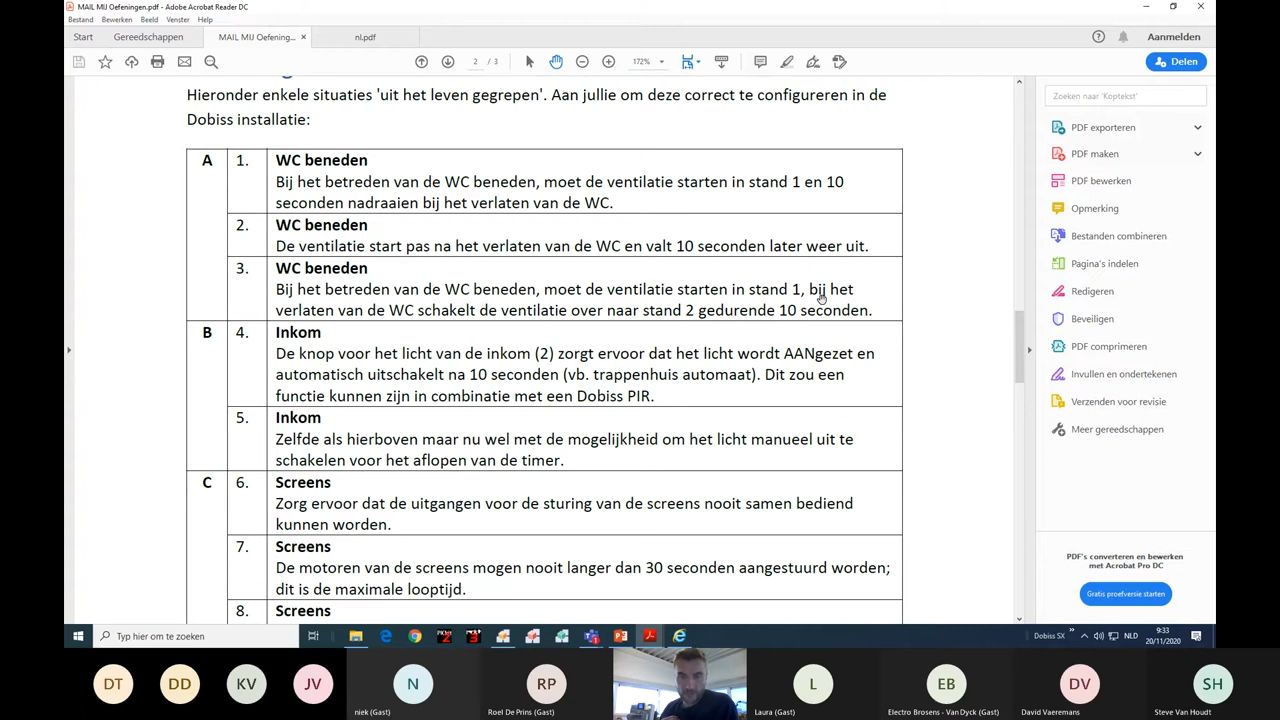 MAIL MIJ Oefeningen.pdf - Adobe Acrobat Reader DC
Bestand Bewerken Beeld Venster Help
Start Gereedschappen MAIL MIJ Oefening... × nl.pdf Aanmelden
2 / 3 172% Delen
Hieronder enkele situaties 'uit het leven gegrepen'. Aan jullie om deze correct te configureren in de
Dobiss installatie:
A 1. WC beneden
Bij het betreden van de WC beneden, moet de ventilatie starten in stand 1 en 10
seconden nadraaien bij het verlaten van de WC.
2. WC beneden
De ventilatie start pas na het verlaten van de WC en valt 10 seconden later weer uit.
3. WC beneden
Bij het betreden van de WC beneden, moet de ventilatie starten in stand 1, bij het
verlaten van de WC schakelt de ventilatie over naar stand 2 gedurende 10 seconden.
B 4. Inkom
De knop voor het licht van de inkom (2) zorgt ervoor dat het licht wordt AANgezet en
automatisch uitschakelt na 10 seconden (vb. trappenhuis automaat). Dit zou een
functie kunnen zijn in combinatie met een Dobiss PIR.
5. Inkom
Zelfde als hierboven maar nu wel met de mogelijkheid om het licht manueel uit te
schakelen voor het aflopen van de timer.
C 6. Screens
Zorg ervoor dat de uitgangen voor de sturing van de screens nooit samen bediend
kunnen worden.
7. Screens
De motoren van de screens mogen nooit langer dan 30 seconden aangestuurd worden;
dit is de maximale looptijd.
8. Screens
Zoeken naar 'Koptekst'
PDF exporteren
PDF maken
PDF bewerken
Opmerking
Bestanden combineren
Pagina's indelen
Redigeren
Beveiligen
PDF comprimeren
Invullen en ondertekenen
Verzenden voor revisie
Meer gereedschappen
PDF's converteren en bewerken
met Acrobat Pro DC
Gratis proefversie starten
Typ hier om te zoeken
Dobiss SX » NLD 9:33
20/11/2020
DT DD KV JV N RP L EB DV SH
niek (Gast) Roel De Prins (Gast) Laura (Gast) Electro Brosens - Van Dyck (Gast) David Vaeremans Steve Van Houdt